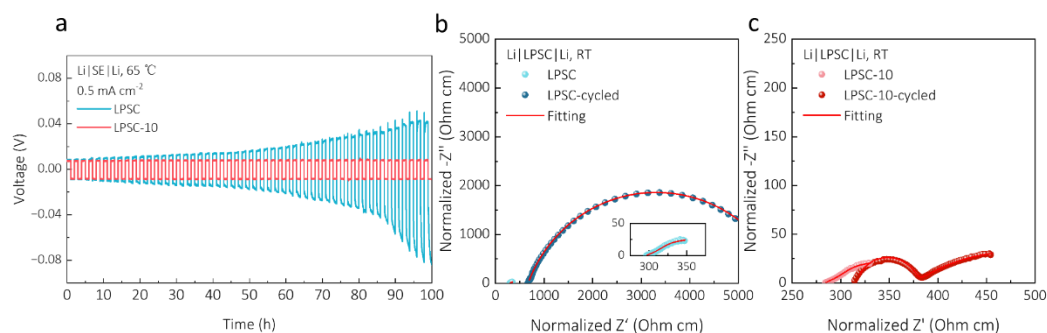 a
Li|SE|Li, 65 ℃
0.5 mA cm⁻²
LPSC
LPSC-10
0.08
0.04
0.00
−0.04
−0.08
Voltage (V)
0 10 20 30 40 50 60 70 80 90 100
Time (h)
b
Li|LPSC|Li, RT
LPSC
LPSC-cycled
Fitting
5000
4000
3000
2000
1000
0
Normalized -Z'' (Ohm cm)
50
25
0
300 350
0 1000 2000 3000 4000 5000
Normalized Z‘ (Ohm cm)
c
Li|LPSC|Li, RT
LPSC-10
LPSC-10-cycled
Fitting
250
200
150
100
50
0
Normalized -Z'' (Ohm cm)
250 300 350 400 450 500
Normalized Z' (Ohm cm)